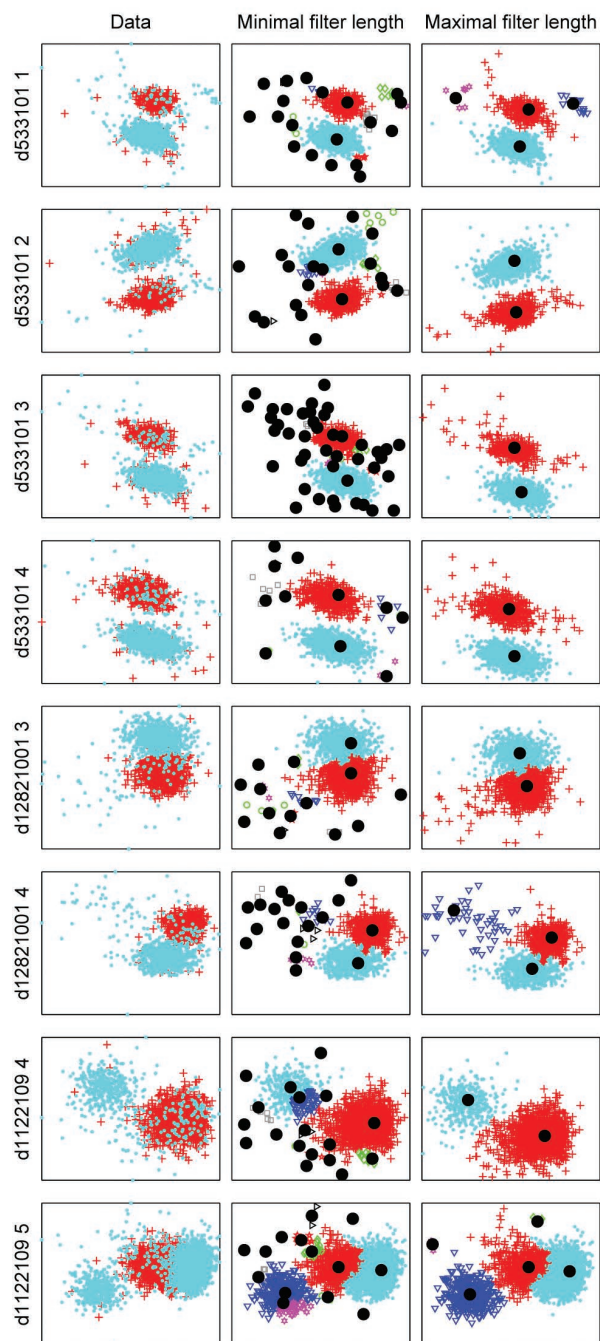 Data Minimal filter length Maximal filter length
d533101 1
d533101 2
d533101 3
d533101 4
d12821001 3
d12821001 4
d1122109 4
d1122109 5